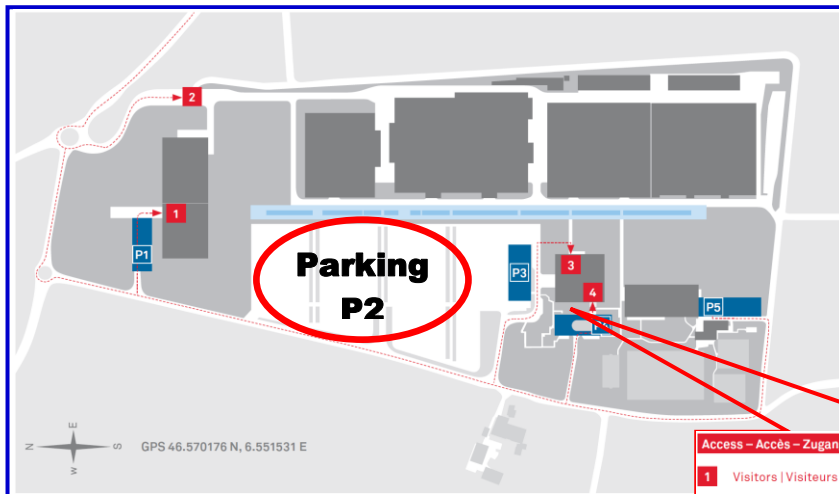 2
1
P1
Parking
P2
P3
3
4
P5
E
N
S
W
GPS 46.570176 N, 6.551531 E
Access – Accès – Zugan
1 Visitors | Visiteurs